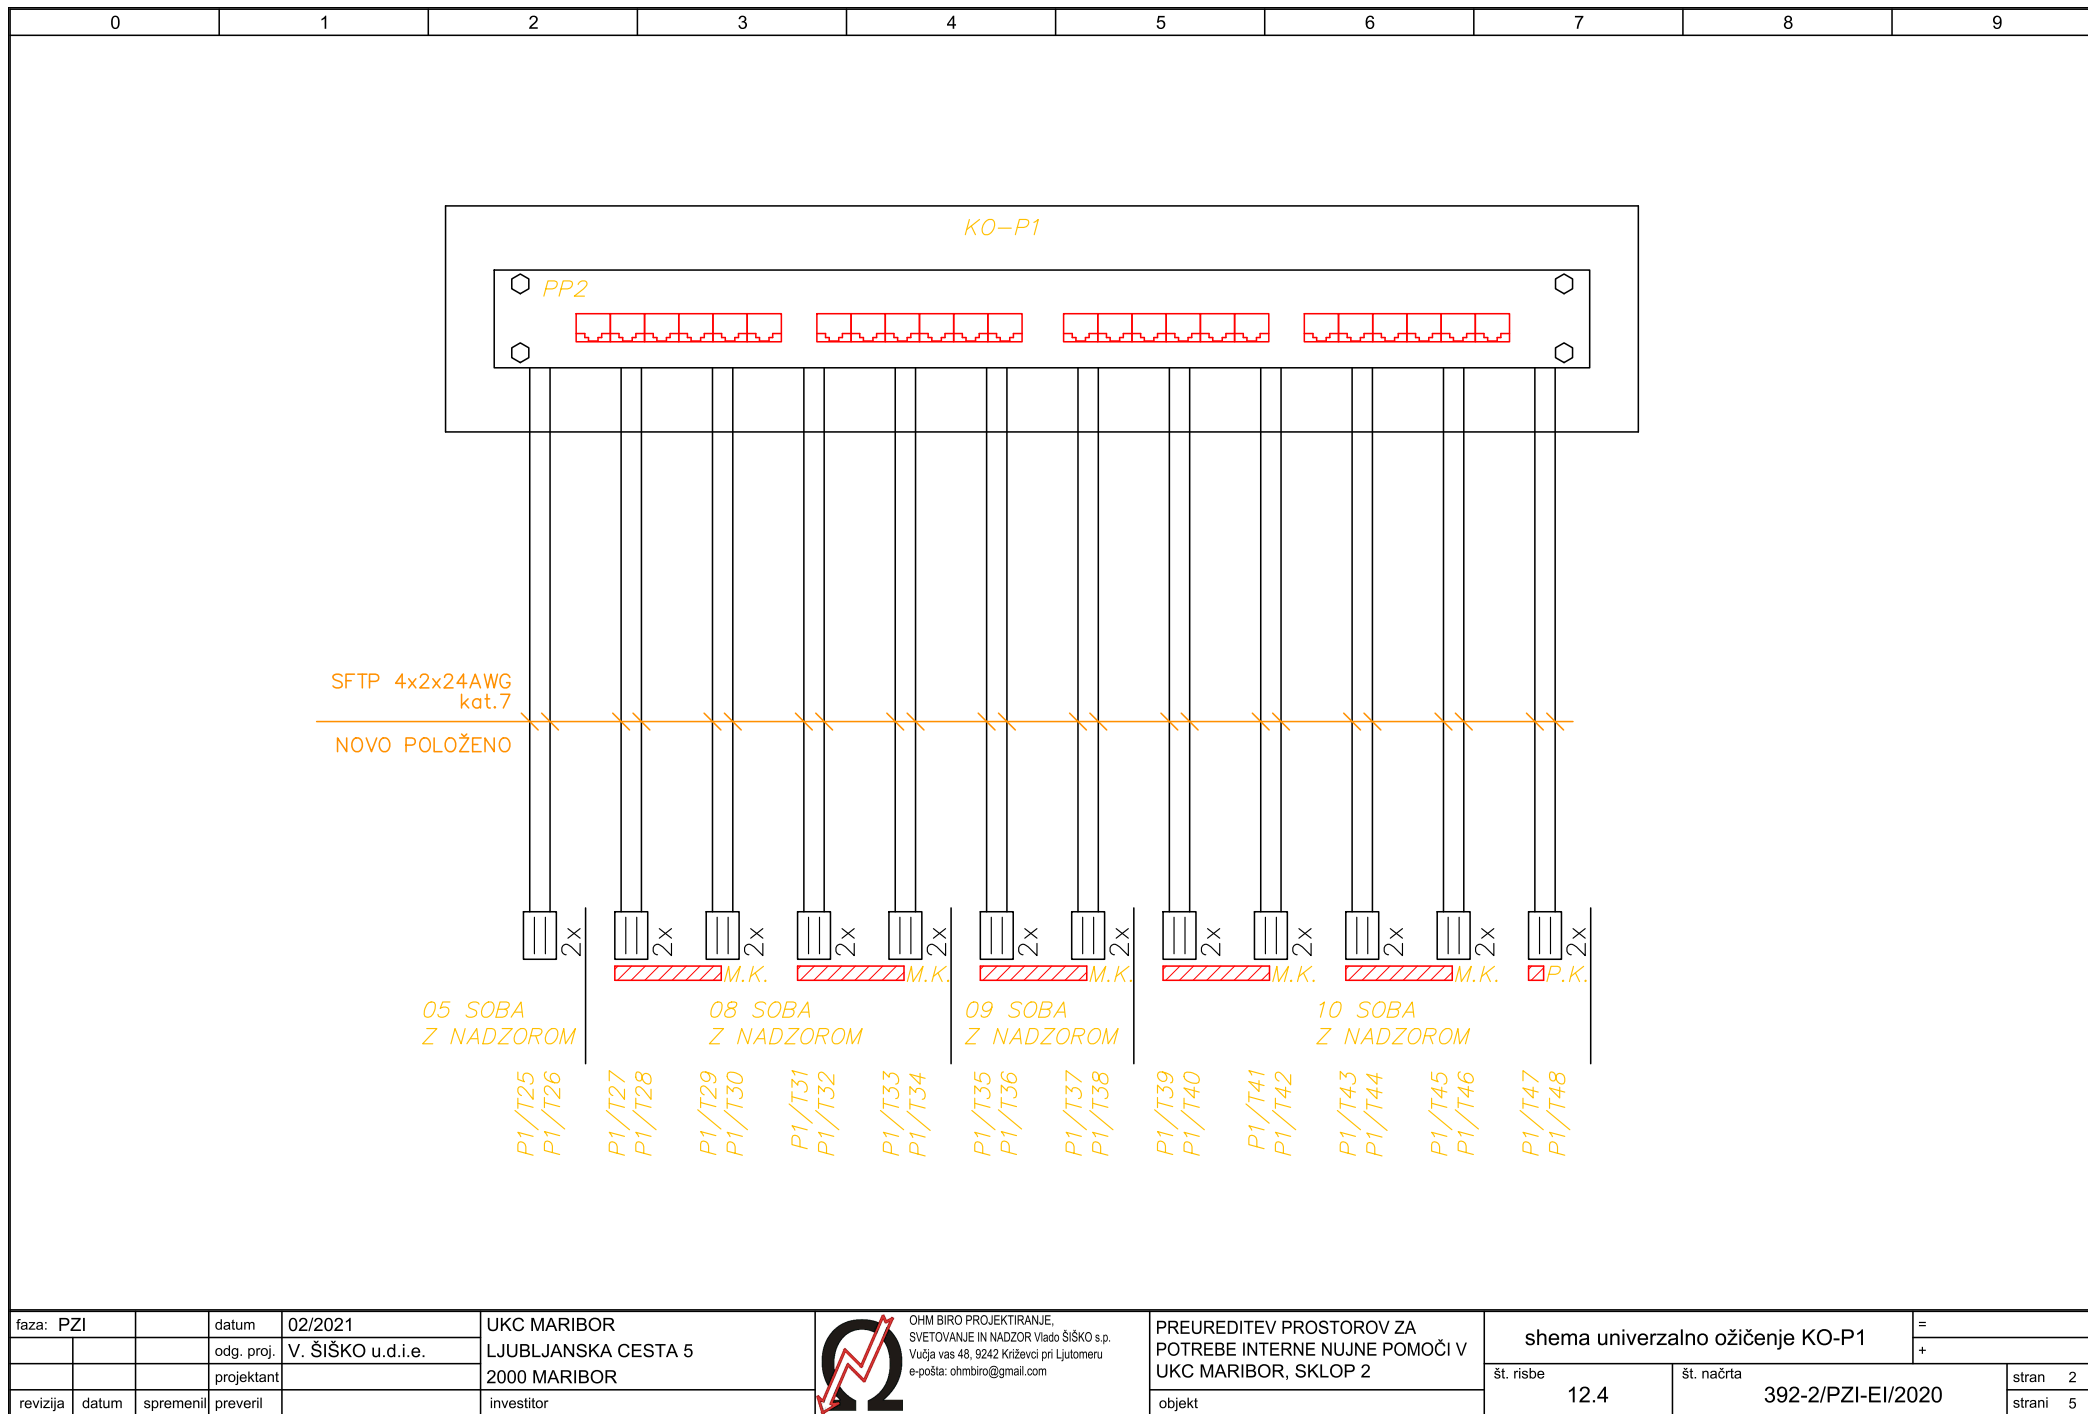 0 1 2 3 4 5 6 7 8 9
KO-P1
PP2
SFTP 4x2x24AWG
kat.7
NOVO POLOŽENO
2x 2x 2x 2x 2x 2x 2x 2x 2x 2x 2x 2x
M.K. M.K. M.K. M.K. M.K. P.K.
05 SOBA
Z NADZOROM
08 SOBA
Z NADZOROM
09 SOBA
Z NADZOROM
10 SOBA
Z NADZOROM
P1/T25
P1/T26
P1/T27
P1/T28
P1/T29
P1/T30
P1/T31
P1/T32
P1/T33
P1/T34
P1/T35
P1/T36
P1/T37
P1/T38
P1/T39
P1/T40
P1/T41
P1/T42
P1/T43
P1/T44
P1/T45
P1/T46
P1/T47
P1/T48
faza: PZI
datum 02/2021
odg. proj. V. ŠIŠKO u.d.i.e.
projektant
revizija datum spremenil preveril
UKC MARIBOR
LJUBLJANSKA CESTA 5
2000 MARIBOR
investitor
OHM BIRO PROJEKTIRANJE,
SVETOVANJE IN NADZOR Vlado ŠIŠKO s.p.
Vučja vas 48, 9242 Križevci pri Ljutomeru
e-pošta: ohmbiro@gmail.com
PREUREDITEV PROSTOROV ZA
POTREBE INTERNE NUJNE POMOČI V
UKC MARIBOR, SKLOP 2
objekt
shema univerzalno ožičenje KO-P1
=
+
št. risbe
12.4
št. načrta
392-2/PZI-EI/2020
stran 2
strani 5